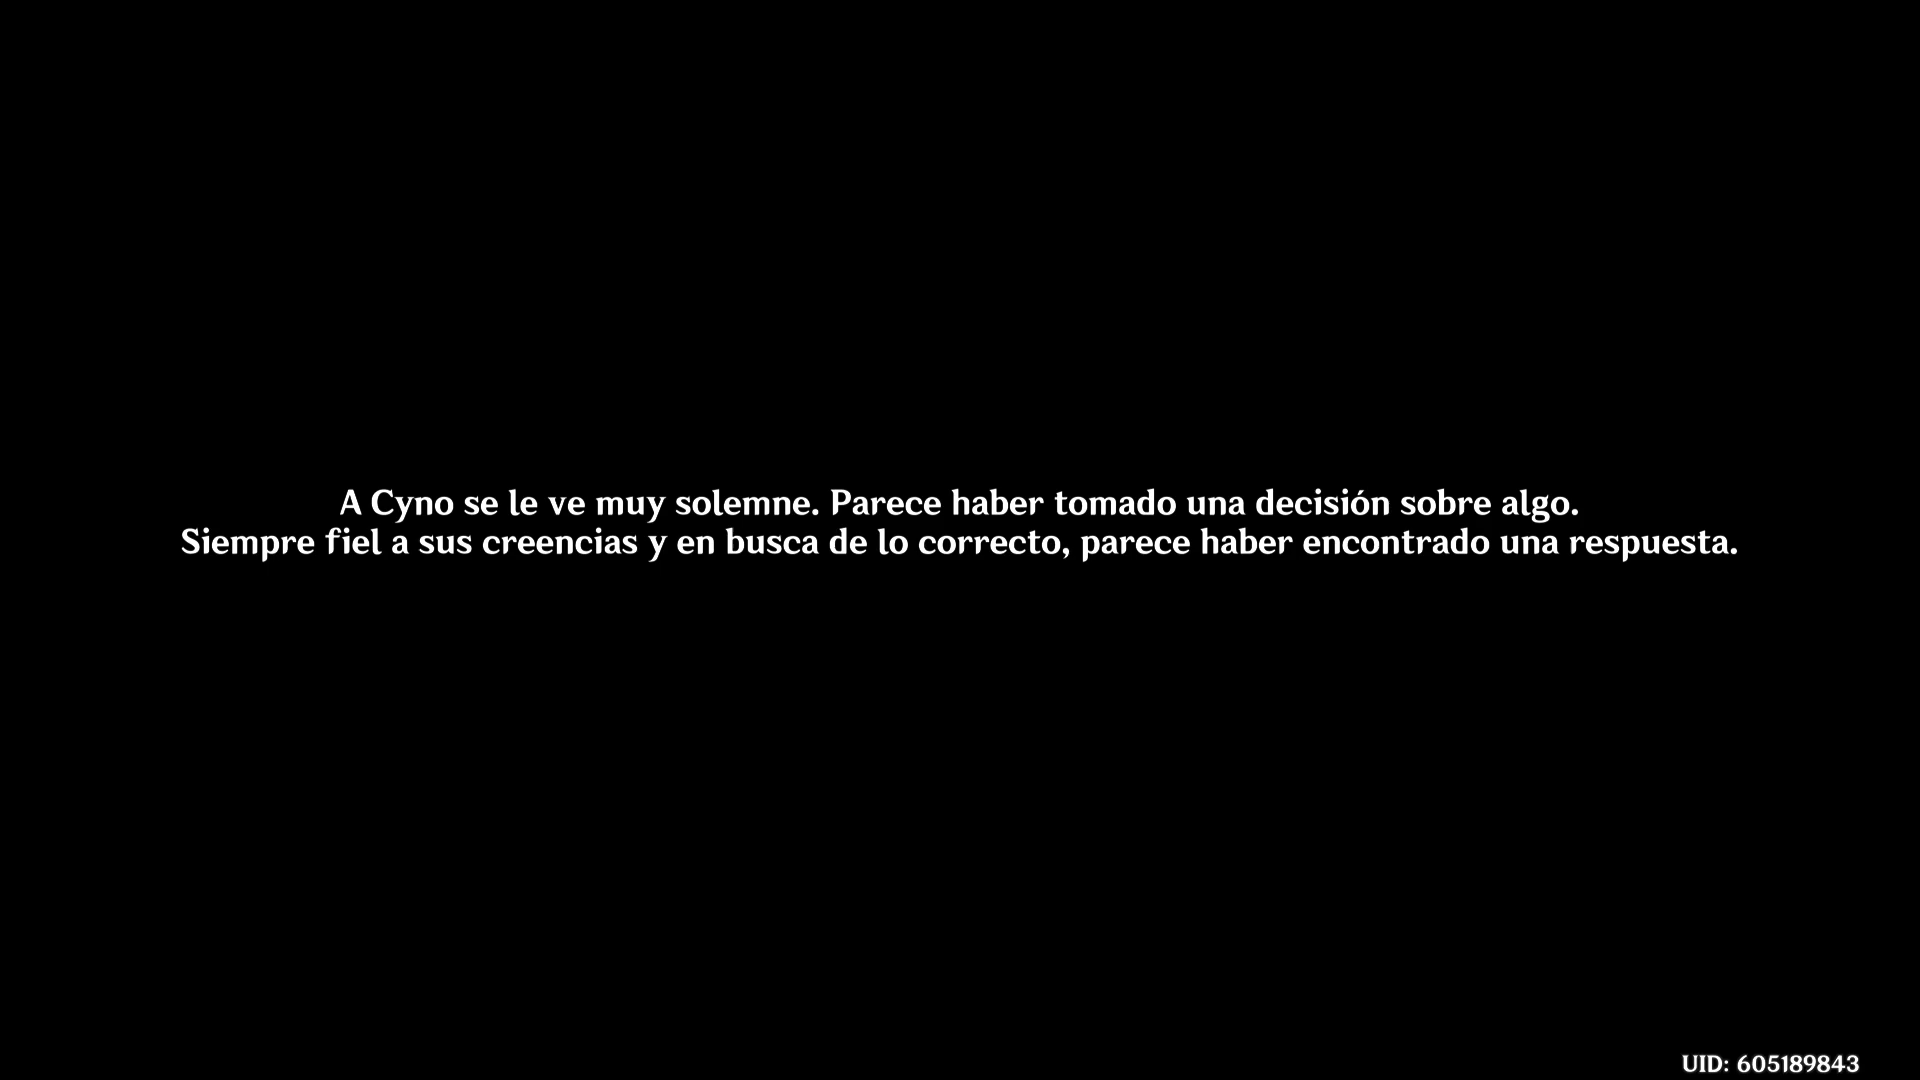 A Cyno se le ve muy solemne. Parece haber tomado una decisión sobre algo.
Siempre fiel a sus creencias y en busca de lo correcto, parece haber encontrado una respuesta.
UID: 605189843